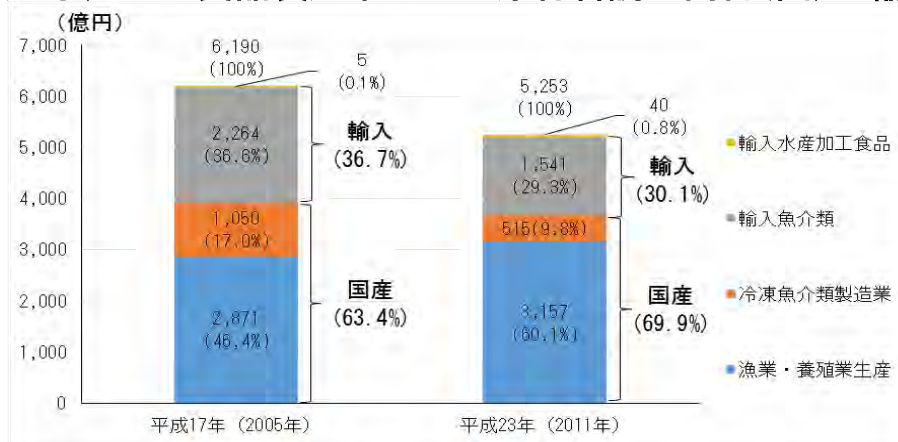 (億円)
7,000
6,000
5,000
4,000
3,000
2,000
1,000
0
6,190
(100%)
5
(0.1%)
2,264
(36.6%)
1,050
(17.0%)
2,871
(46.4%)
輸入
(36.7%)
国産
(63.4%)
5,253
(100%)
40
(0.8%)
1,541
(29.3%)
515(9.8%)
3,157
(60.1%)
輸入
(30.1%)
国産
(69.9%)
輸入水産加工食品
輸入魚介類
冷凍魚介類製造業
漁業・養殖業生産
平成17年(2005年)
平成23年(2011年)